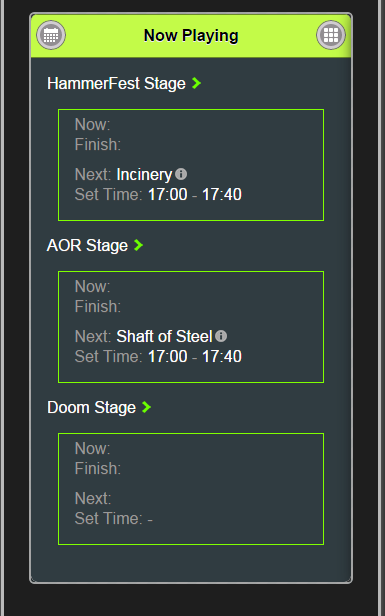 Now Playing
HammerFest Stage
Now:
Finish:
Next: Incinery
Set Time: 17:00 - 17:40
AOR Stage
Now:
Finish:
Next: Shaft of Steel
Set Time: 17:00 - 17:40
Doom Stage
Now:
Finish:
Next:
Set Time: -